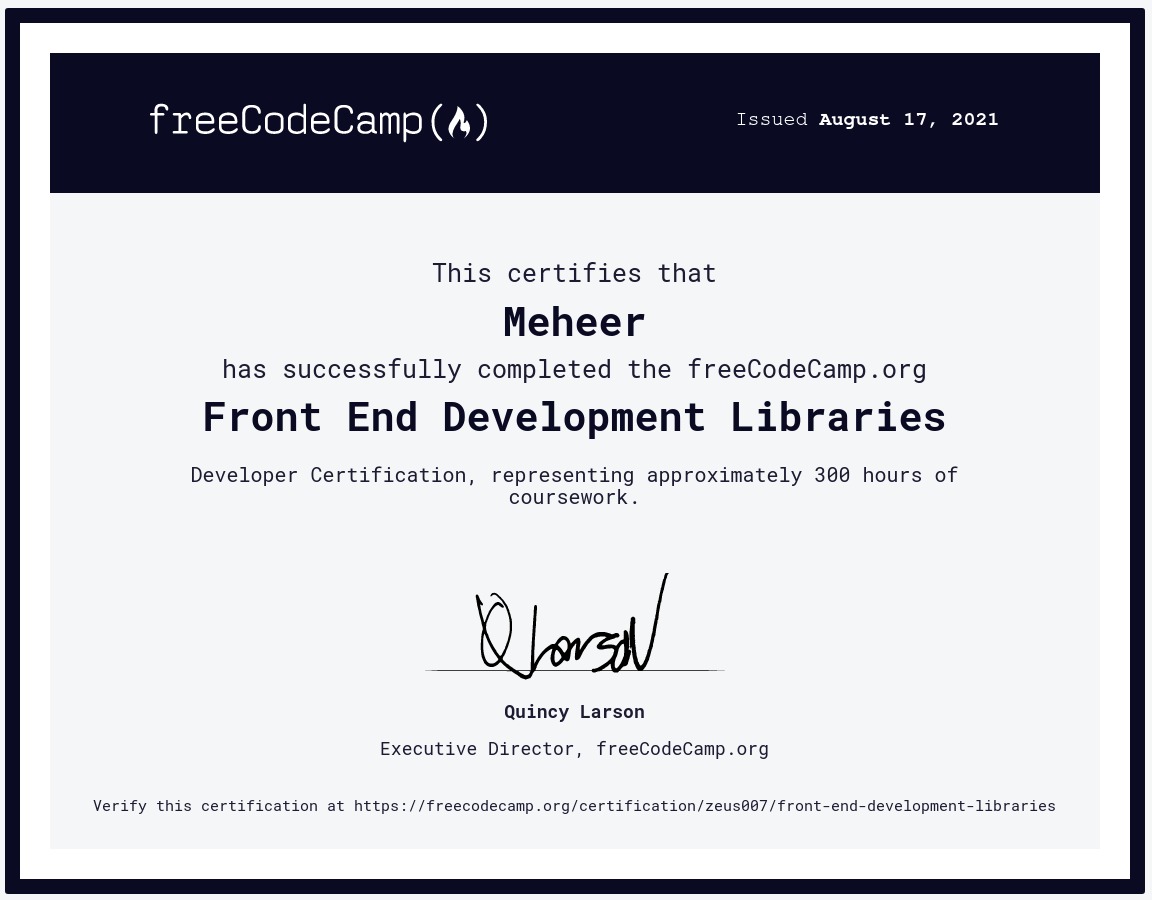 freeCodeCamp(🔥)
Issued August 17, 2021
This certifies that
Meheer
has successfully completed the freeCodeCamp.org
Front End Development Libraries
Developer Certification, representing approximately 300 hours of
coursework.
Q Larson
Quincy Larson
Executive Director, freeCodeCamp.org
Verify this certification at https://freecodecamp.org/certification/zeus007/front-end-development-libraries